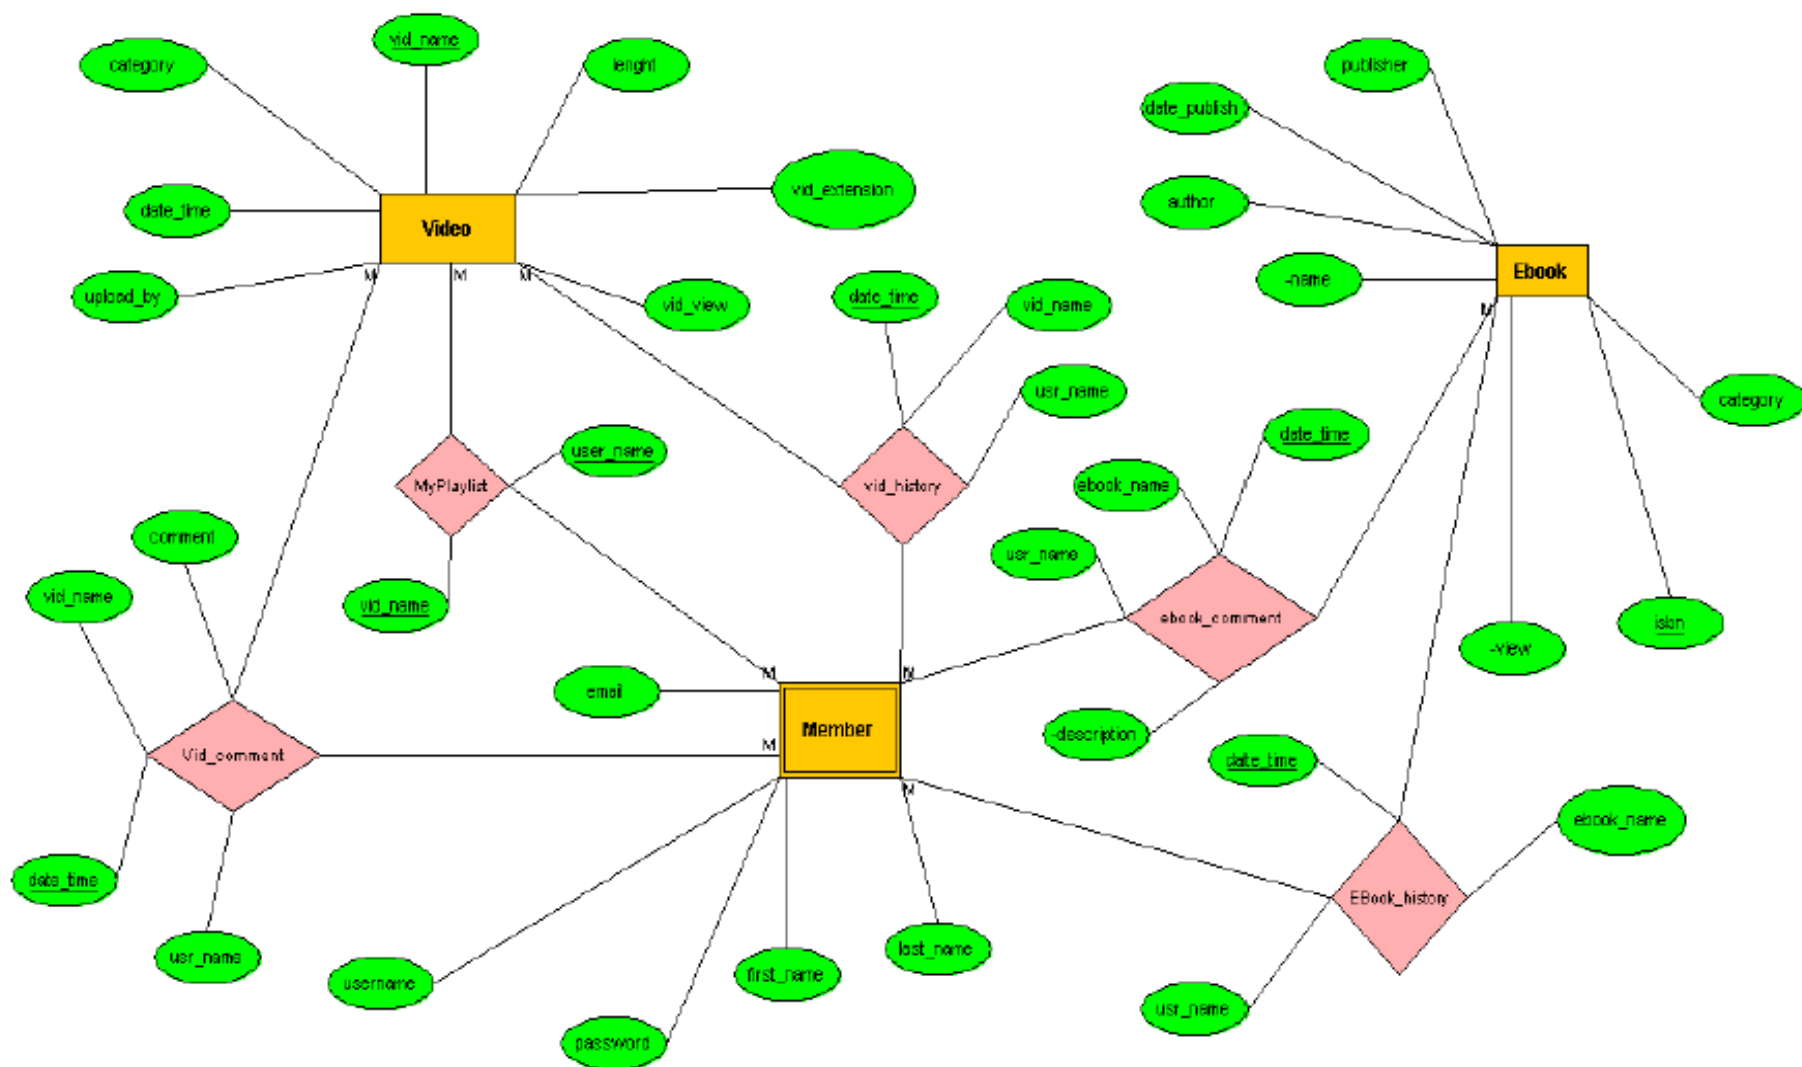 vid_name
category
lenght
publisher
date_publish
vid_extension
author
date_time
Video
Ebook
-name
upload_by
M
M
M
vid_view
date_time
vid_name
M
usr_name
category
date_time
user_name
MyPlaylist
vid_history
ebook_name
comment
usr_name
vid_name
vid_name
ebook_comment
isbn
-view
M
M
email
Member
-description
M
Vid_comment
date_time
M
ebook_name
date_time
EBook_history
usr_name
last_name
first_name
username
usr_name
password